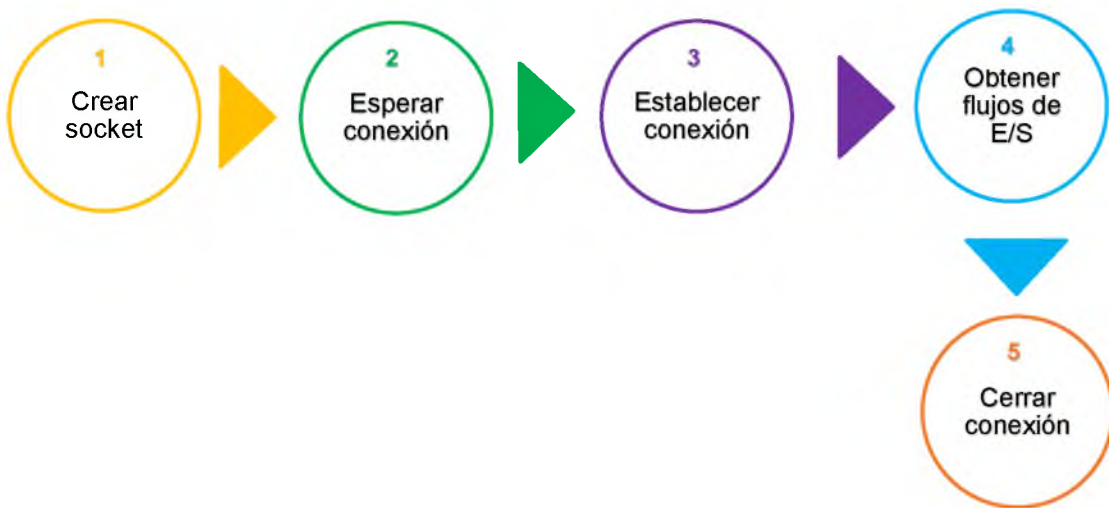 1
Crear
socket
2
Esperar
conexión
3
Establecer
conexión
4
Obtener
flujos de
E/S
5
Cerrar
conexión